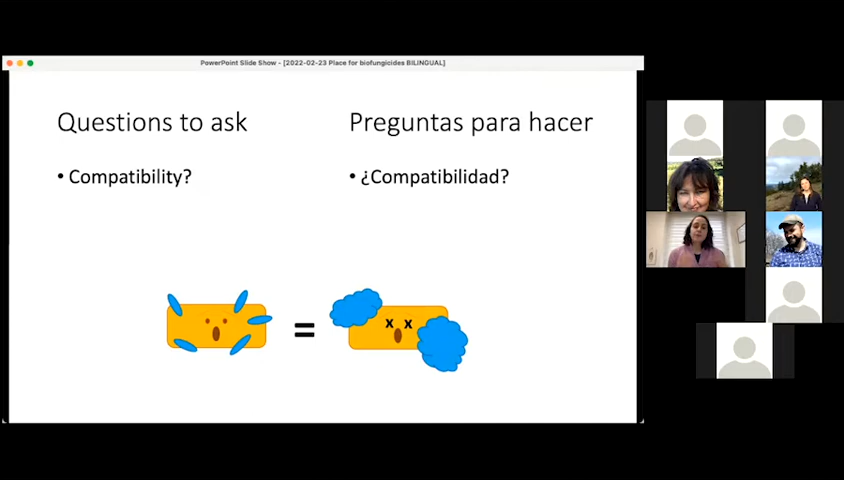 PowerPoint Slide Show - [2022-02-23 Place for biofungicides BILINGUAL]
Questions to ask
• Compatibility?
Preguntas para hacer
• ¿Compatibilidad?
=
x x